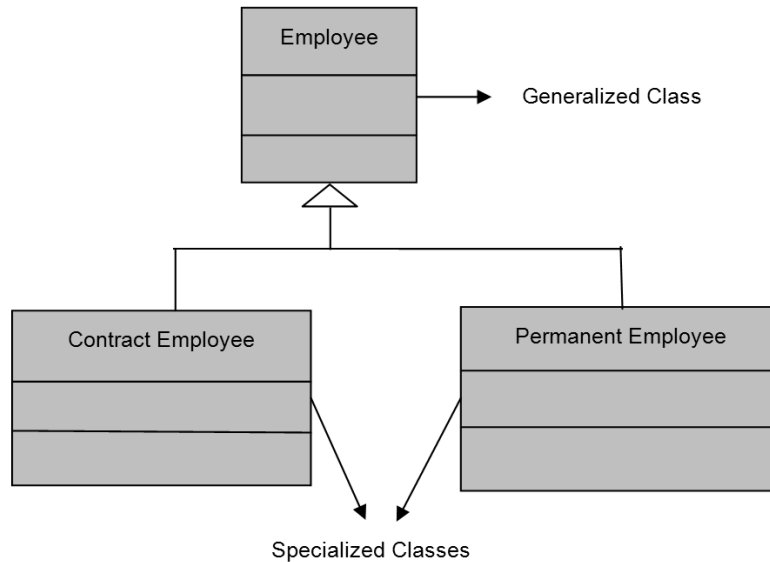 Employee
Generalized Class
Contract Employee
Permanent Employee
Specialized Classes